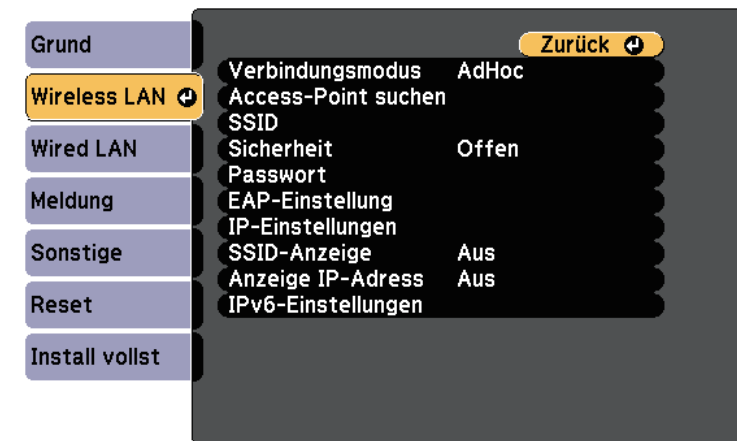 Grund
Wireless LAN
Wired LAN
Meldung
Sonstige
Reset
Install vollst
Zurück
Verbindungsmodus AdHoc
Access-Point suchen
SSID
Sicherheit Offen
Passwort
EAP-Einstellung
IP-Einstellungen
SSID-Anzeige Aus
Anzeige IP-Adress Aus
IPv6-Einstellungen